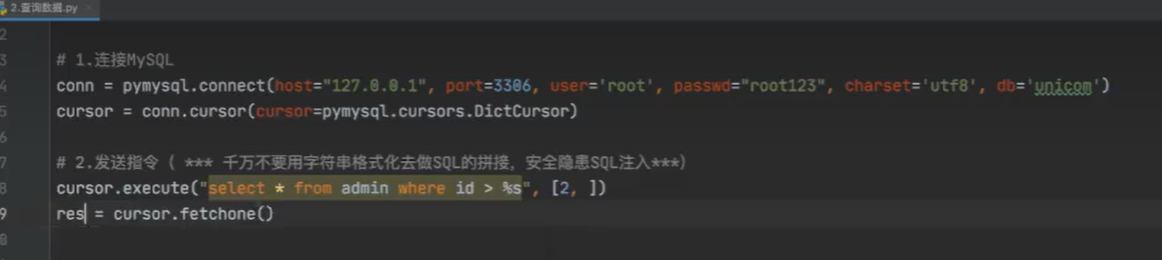 2.查询数据.py
2
3 # 1.连接MySQL
4 conn = pymysql.connect(host="127.0.0.1", port=3306, user='root', passwd="root123", charset='utf8', db='unicom')
5 cursor = conn.cursor(cursor=pymysql.cursors.DictCursor)
6
7 # 2.发送指令（ *** 千万不要用字符串格式化去做SQL的拼接，安全隐患SQL注入***）
8 cursor.execute("select * from admin where id > %s", [2, ])
9 res = cursor.fetchone()